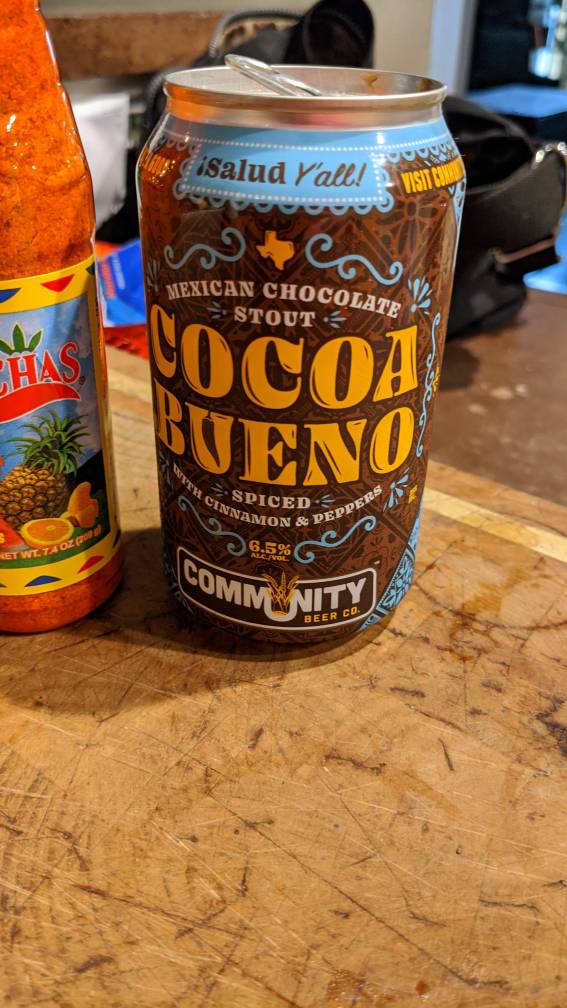 ¡Salud Y'all!
VISIT
MEXICAN CHOCOLATE
STOUT
COCOA
BUENO
SPICED
WITH CINNAMON & PEPPERS
6.5%
ALC./VOL.
COMMUNITY
BEER CO.
CHAS
NET WT. 7.4 OZ